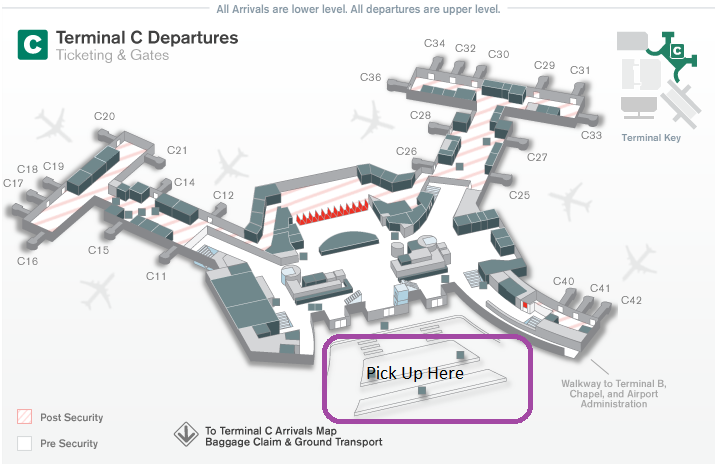 All Arrivals are lower level. All departures are upper level.
C Terminal C Departures
Ticketing & Gates
C34
C32
C30
C29
C31
C36
C
Terminal Key
C28
C33
C20
C27
C21
C26
C18
C19
C14
C17
C12
C25
C16
C15
C11
C40
C41
C42
Pick Up Here
Walkway to Terminal B,
Chapel, and Airport
Administration
Post Security
Pre Security
To Terminal C Arrivals Map
Baggage Claim & Ground Transport